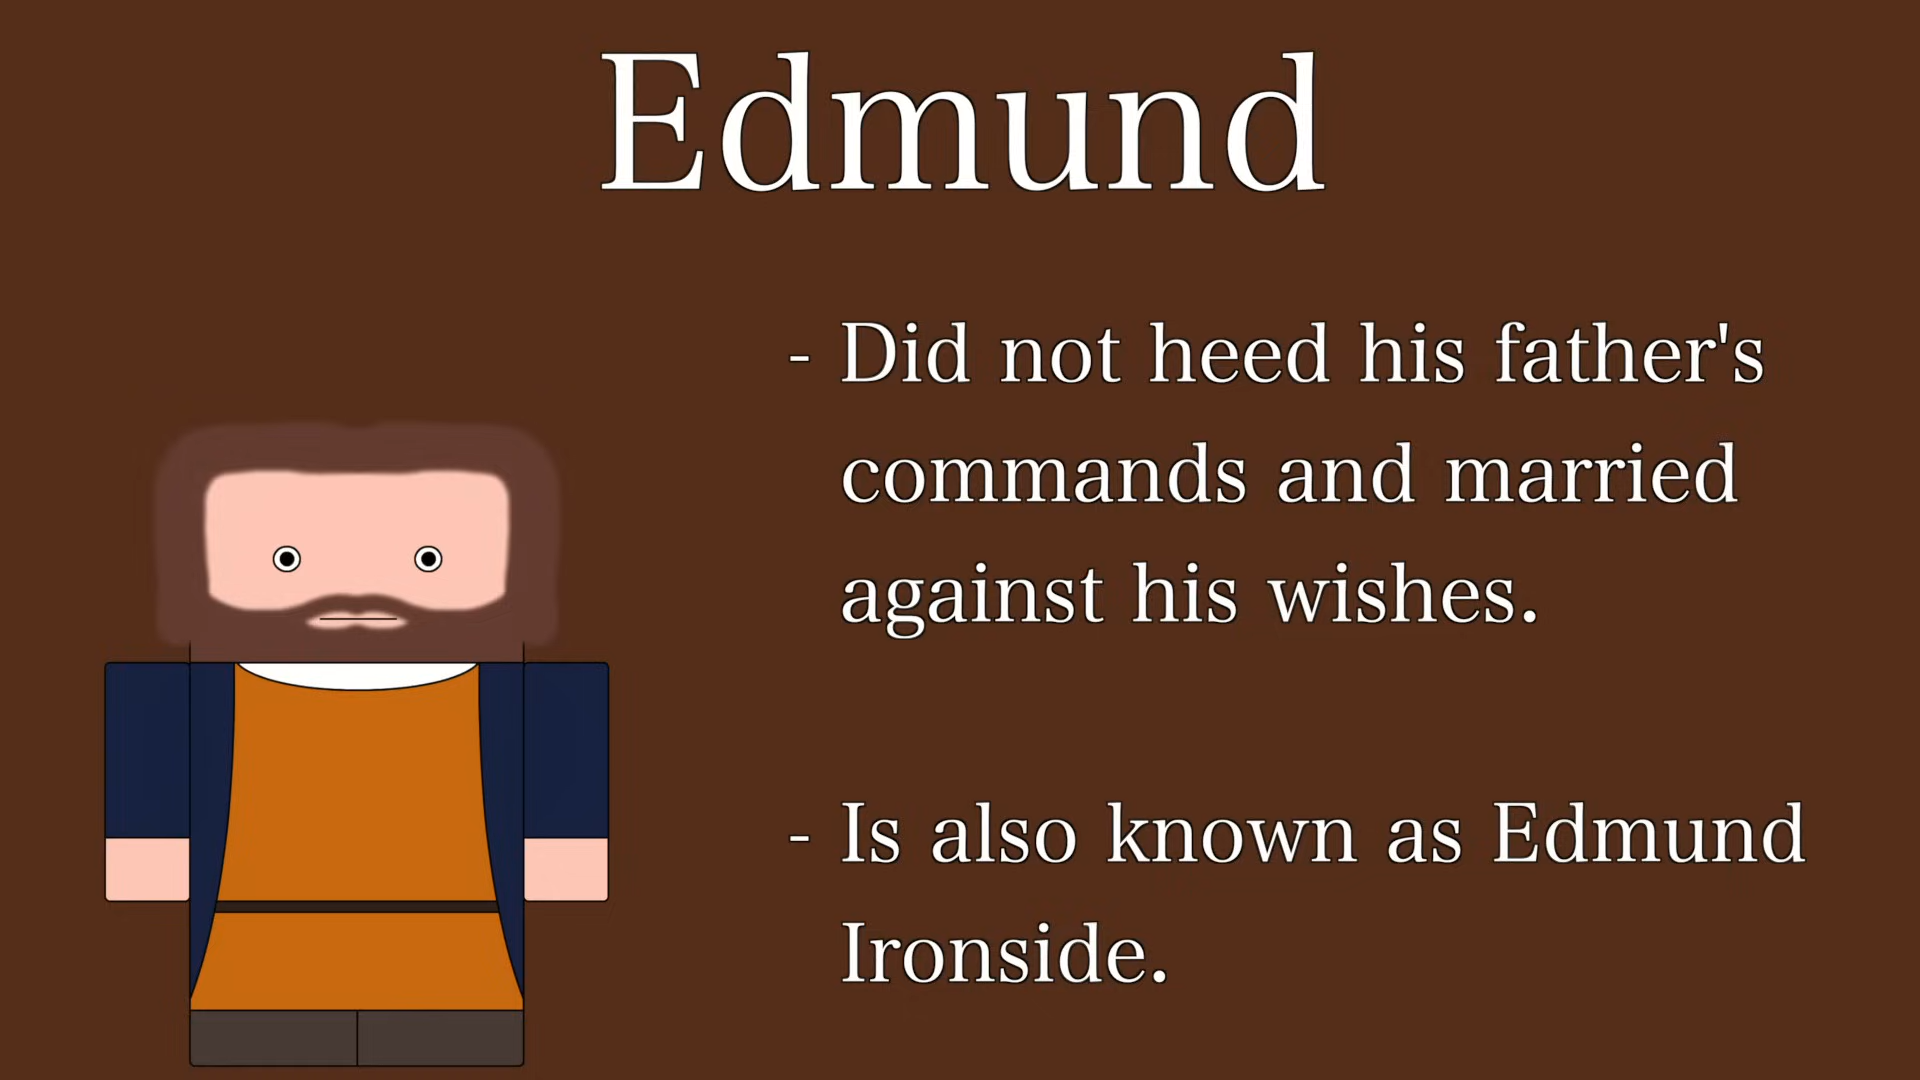 Edmund
- Did not heed his father's
commands and married
against his wishes.
- Is also known as Edmund
Ironside.